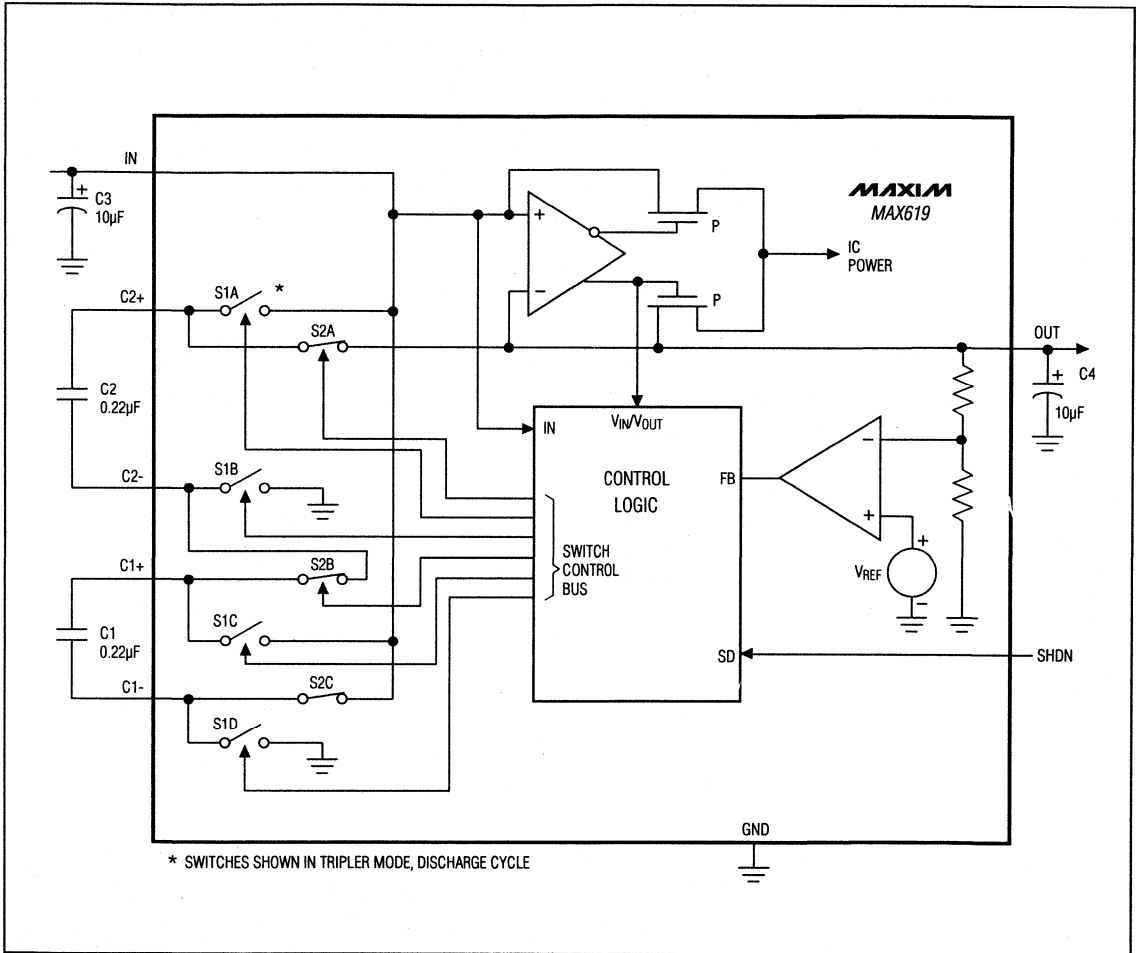 IN
+
C3
10µF
MAXIM
MAX619
+
P
IC
POWER
C2+
S1A
*
−
P
S2A
OUT
+
C4
10µF
C2
0.22µF
IN
VIN/VOUT
−
C2-
S1B
CONTROL
LOGIC
FB
+
SWITCH
CONTROL
BUS
C1+
S2B
VREF
+
−
C1
0.22µF
S1C
SD
SHDN
C1-
S2C
S1D
GND
* SWITCHES SHOWN IN TRIPLER MODE, DISCHARGE CYCLE